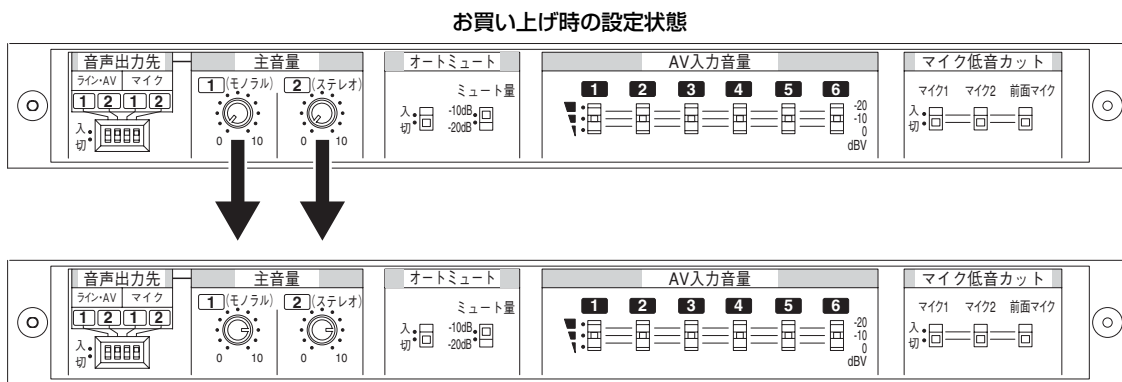 お買い上げ時の設定状態
音声出力先 主音量 オートミュート AV入力音量 マイク低音カット
ライン・AV マイク 1 (モノラル) 2 (ステレオ) ミュート量 1 2 3 4 5 6 マイク1 マイク2 前面マイク
1 2 1 2
入 切
0 10 0 10
入 切 -10dB -20dB
-20 -10 0 dBV
入 切
音声出力先 主音量 オートミュート AV入力音量 マイク低音カット
ライン・AV マイク 1 (モノラル) 2 (ステレオ) ミュート量 1 2 3 4 5 6 マイク1 マイク2 前面マイク
1 2 1 2
入 切
0 10 0 10
入 切 -10dB -20dB
-20 -10 0 dBV
入 切